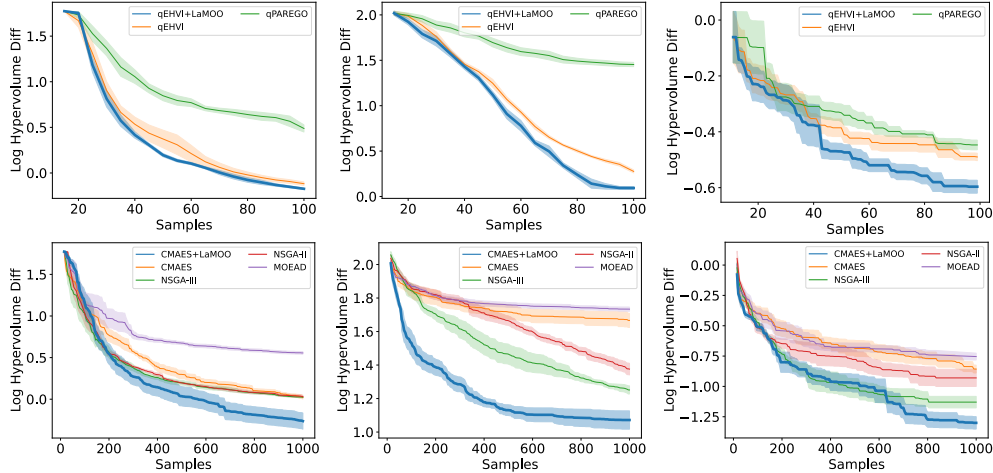 qEHVI+LaMOO qPAREGO
qEHVI
Log Hypervolume Diff
1.5
1.0
0.5
0.0
20 40 60 80 100
Samples
qEHVI+LaMOO qPAREGO
qEHVI
Log Hypervolume Diff
2.0
1.5
1.0
0.5
0.0
20 40 60 80 100
Samples
qEHVI+LaMOO qPAREGO
qEHVI
Log Hypervolume Diff
0.0
−0.2
−0.4
−0.6
20 40 60 80 100
Samples
CMAES+LaMOO NSGA-II
CMAES MOEAD
NSGA-III
Log Hypervolume Diff
1.5
1.0
0.5
0.0
0 200 400 600 800 1000
Samples
CMAES+LaMOO NSGA-II
CMAES MOEAD
NSGA-III
Log Hypervolume Diff
2.0
1.8
1.6
1.4
1.2
1.0
0 200 400 600 800 1000
Samples
CMAES+LaMOO NSGA-II
CMAES MOEAD
NSGA-III
Log Hypervolume Diff
0.00
−0.25
−0.50
−0.75
−1.00
−1.25
0 200 400 600 800 1000
Samples